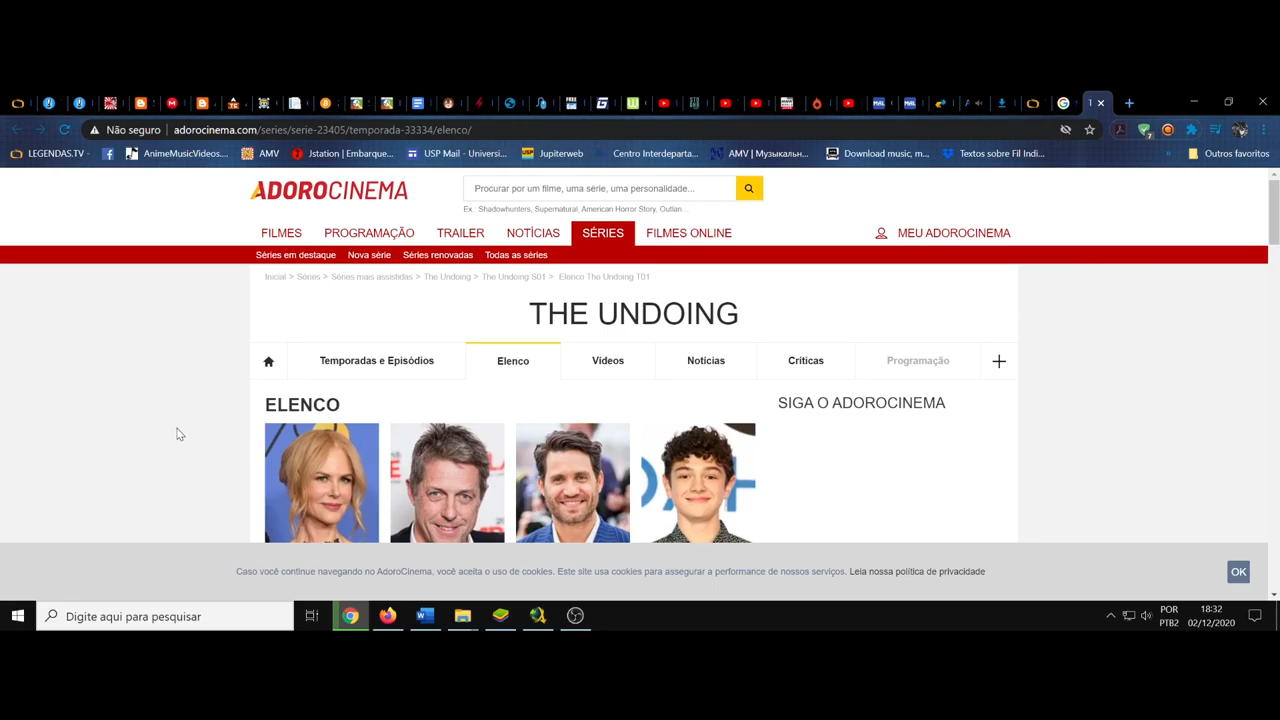 1
Não seguro
adorocinema.com/series/serie-23405/temporada-33334/elenco/
LEGENDAS.TV -
AnimeMusicVideos....
AMV
Jstation | Embarque...
USP Mail - Universi...
Jupiterweb
Centro Interdeparta...
AMV | Музыкальн...
Download music, m...
Textos sobre Fil Indi...
»
Outros favoritos
ADOROCINEMA
Procurar por um filme, uma série, uma personalidade...
Ex.: Shadowhunters, Supernatural, American Horror Story, Outlan...
FILMES
PROGRAMAÇÃO
TRAILER
NOTÍCIAS
SÉRIES
FILMES ONLINE
MEU ADOROCINEMA
Séries em destaque
Nova série
Séries renovadas
Todas as séries
Inicial > Séries > Séries mais assistidas > The Undoing > The Undoing S01 > Elenco The Undoing T01
THE UNDOING
Temporadas e Episódios
Elenco
Vídeos
Notícias
Críticas
Programação
ELENCO
SIGA O ADOROCINEMA
Caso você continue navegando no AdoroCinema, você aceita o uso de cookies. Este site usa cookies para assegurar a performance de nossos serviços. Leia nossa política de privacidade
OK
Digite aqui para pesquisar
POR
PTB2
18:32
02/12/2020